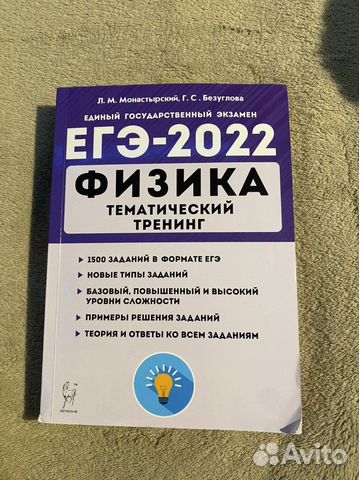 Л. М. Монастырский, Г. С. Безуглова
ЕДИНЫЙ ГОСУДАРСТВЕННЫЙ ЭКЗАМЕН
ЕГЭ-2022
ФИЗИКА
ТЕМАТИЧЕСКИЙ
ТРЕНИНГ
1500 ЗАДАНИЙ В ФОРМАТЕ ЕГЭ
НОВЫЕ ТИПЫ ЗАДАНИЙ
БАЗОВЫЙ, ПОВЫШЕННЫЙ И ВЫСОКИЙ
УРОВНИ СЛОЖНОСТИ
ПРИМЕРЫ РЕШЕНИЯ ЗАДАНИЙ
ТЕОРИЯ И ОТВЕТЫ КО ВСЕМ ЗАДАНИЯМ
ЛЕГИОН-М
Avito